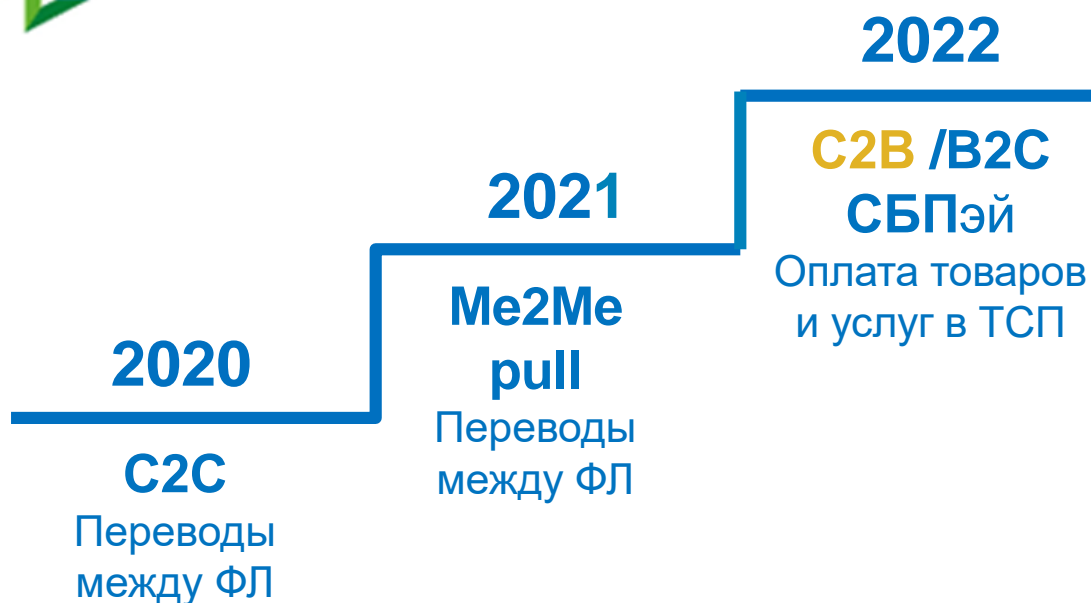 2020
C2C
Переводы
между ФЛ
2021
Me2Me
pull
Переводы
между ФЛ
2022
C2B /B2C
СБПэй
Оплата товаров
и услуг в ТСП